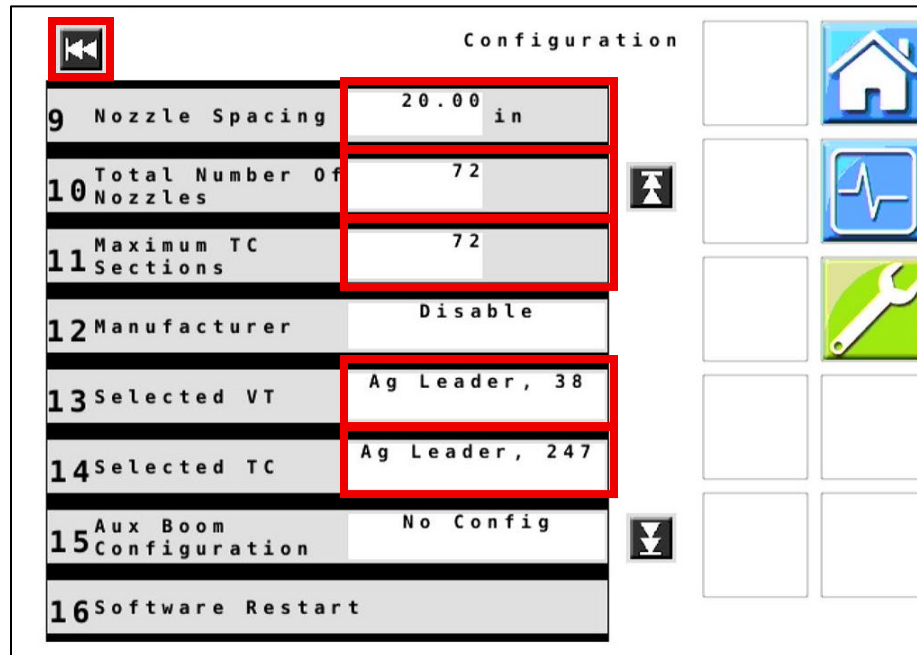 Configuration
9 Nozzle Spacing 20.00 in
10 Total Number Of
Nozzles 72
11 Maximum TC
Sections 72
12 Manufacturer Disable
13 Selected VT Ag Leader, 38
14 Selected TC Ag Leader, 247
15 Aux Boom
Configuration No Config
16 Software Restart